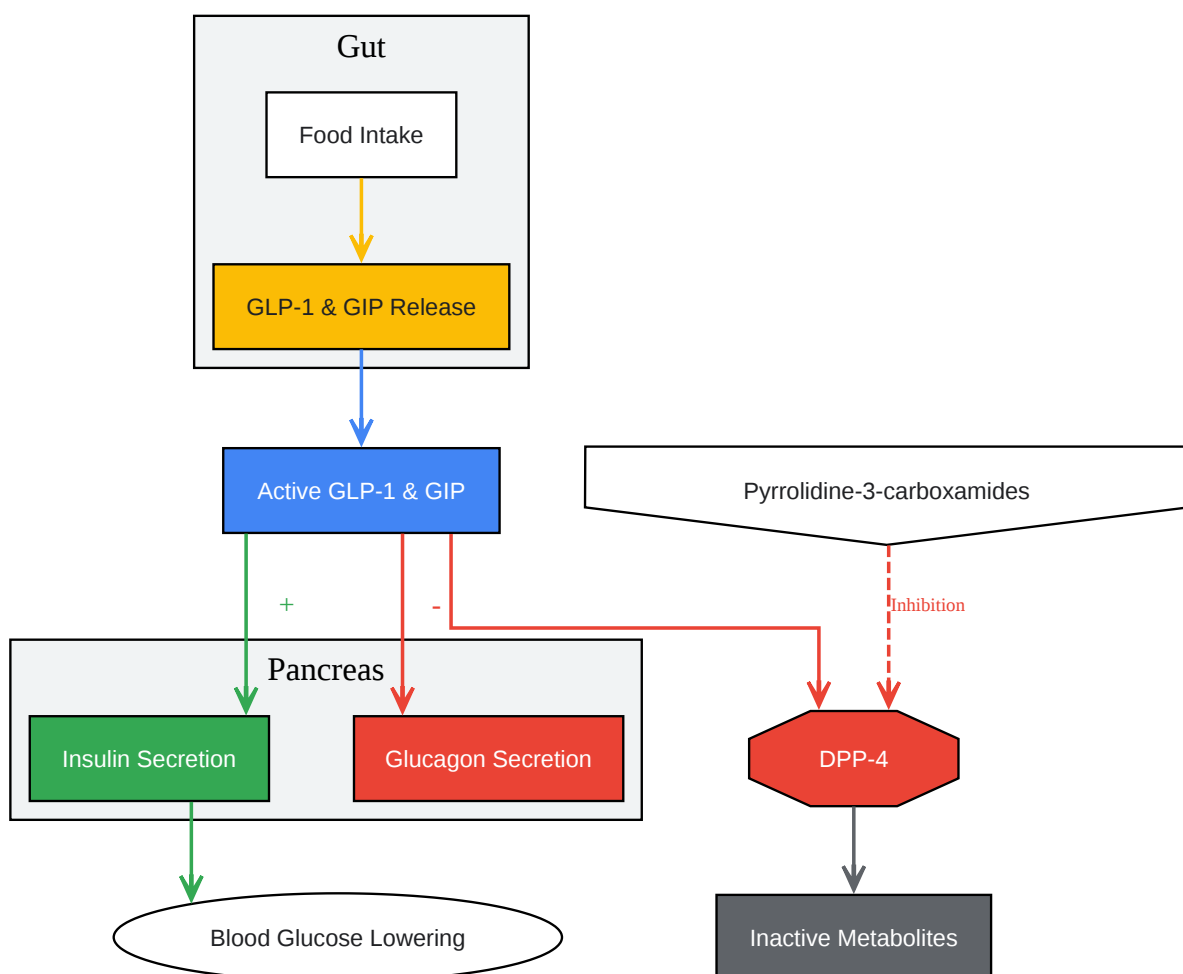 Gut
Food Intake
GLP-1 & GIP Release
Active GLP-1 & GIP
Pyrrolidine-3-carboxamides
+
-
Inhibition
Pancreas
Insulin Secretion
Glucagon Secretion
DPP-4
Blood Glucose Lowering
Inactive Metabolites